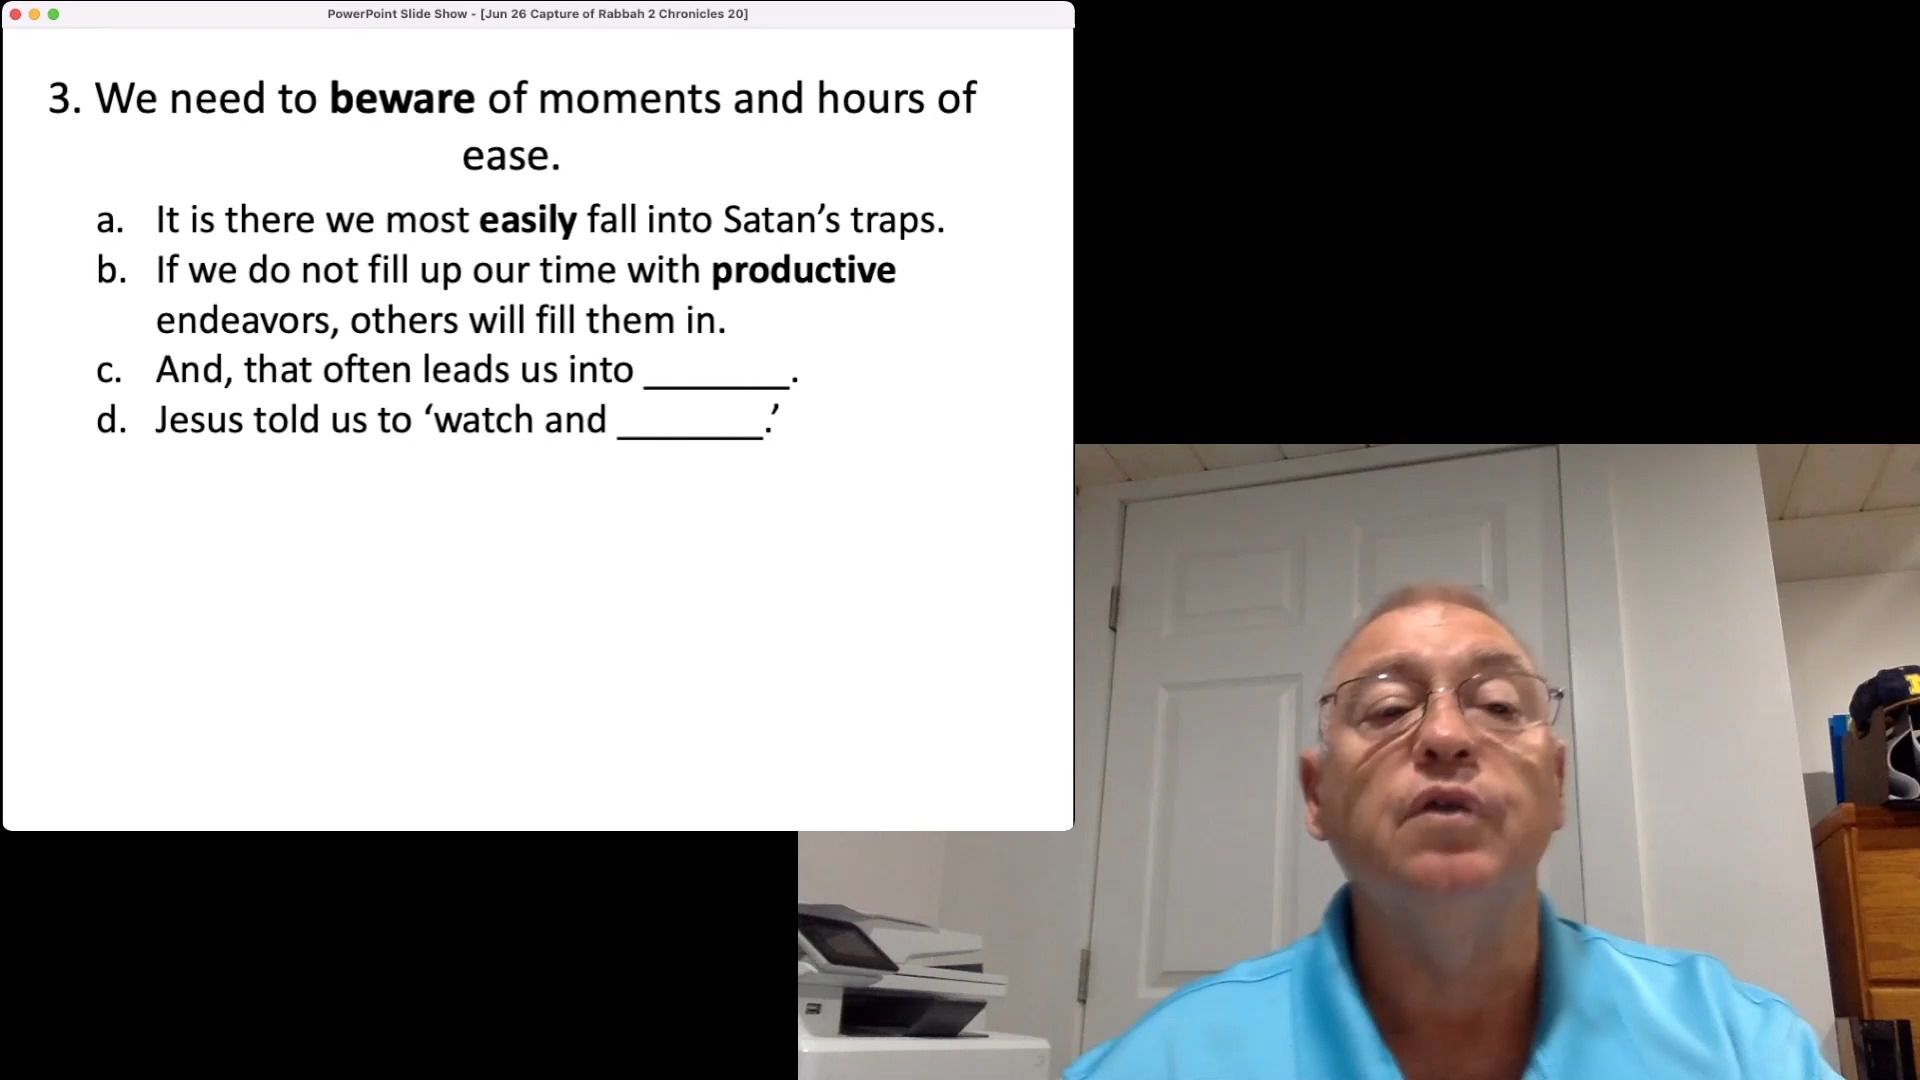 PowerPoint Slide Show - [Jun 26 Capture of Rabbah 2 Chronicles 20]
3. We need to beware of moments and hours of
ease.
a. It is there we most easily fall into Satan’s traps.
b. If we do not fill up our time with productive
endeavors, others will fill them in.
c. And, that often leads us into _______.
d. Jesus told us to ‘watch and _______.’